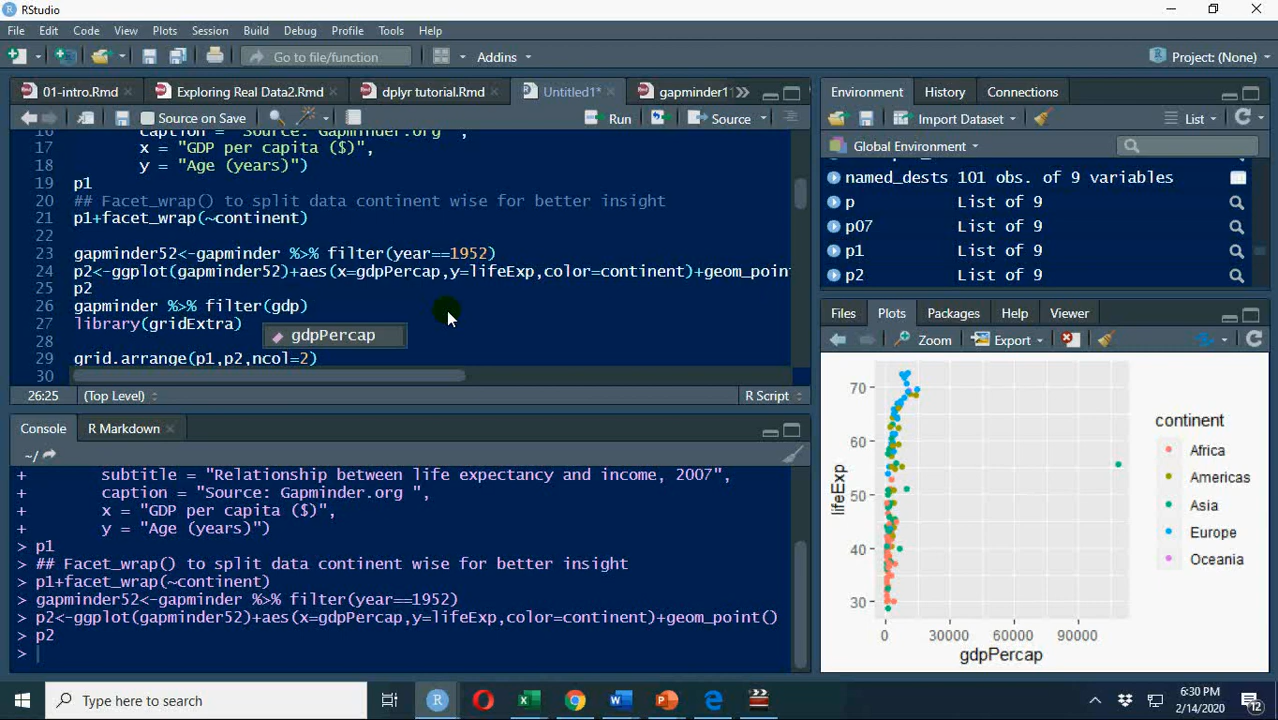 RStudio
File Edit Code View Plots Session Build Debug Profile Tools Help
Go to file/function Addins Project: (None)
01-intro.Rmd Exploring Real Data2.Rmd dplyr tutorial.Rmd Untitled1* gapminder1
Source on Save Run Source
16 caption = "Source: Gapminder.org ",
17 x = "GDP per capita ($)",
18 y = "Age (years)")
19 p1
20 ## Facet_wrap() to split data continent wise for better insight
21 p1+facet_wrap(~continent)
22
23 gapminder52<-gapminder %>% filter(year==1952)
24 p2<-ggplot(gapminder52)+aes(x=gdpPercap,y=lifeExp,color=continent)+geom_point
25 p2
26 gapminder %>% filter(gdp)
27 library(gridExtra)
gdpPercap
28
29 grid.arrange(p1,p2,ncol=2)
30
26:25 (Top Level) R Script
Console R Markdown
~/
+ subtitle = "Relationship between life expectancy and income, 2007",
+ caption = "Source: Gapminder.org ",
+ x = "GDP per capita ($)",
+ y = "Age (years)")
> p1
> ## Facet_wrap() to split data continent wise for better insight
> p1+facet_wrap(~continent)
> gapminder52<-gapminder %>% filter(year==1952)
> p2<-ggplot(gapminder52)+aes(x=gdpPercap,y=lifeExp,color=continent)+geom_point()
> p2
>
Environment History Connections
Import Dataset List
Global Environment
named_dests 101 obs. of 9 variables
p List of 9
p07 List of 9
p1 List of 9
p2 List of 9
Files Plots Packages Help Viewer
Zoom Export
70
60
50
40
30
lifeExp
0 30000 60000 90000
gdpPercap
continent
Africa
Americas
Asia
Europe
Oceania
Type here to search
6:30 PM
2/14/2020
12